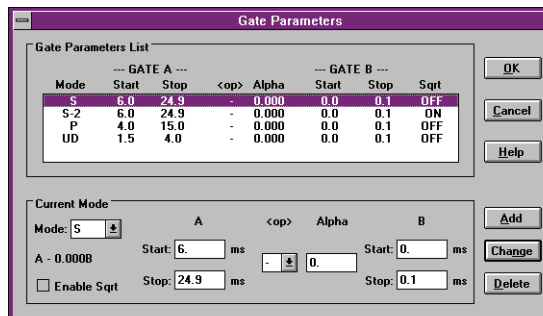 Gate Parameters
Gate Parameters List
--- GATE A --- --- GATE B ---
Mode Start Stop <op> Alpha Start Stop Sqrt
S 6.0 24.9 - 0.000 0.0 0.1 OFF
S-2 6.0 24.9 - 0.000 0.0 0.1 ON
P 4.0 15.0 - 0.000 0.0 0.1 OFF
UD 1.5 4.0 - 0.000 0.0 0.1 OFF
OK
Cancel
Help
Current Mode
Mode: S A <op> Alpha B
A - 0.000B Start: 6. ms - 0. Start: 0. ms
Enable Sqrt Stop: 24.9 ms Stop: 0.1 ms
Add
Change
Delete